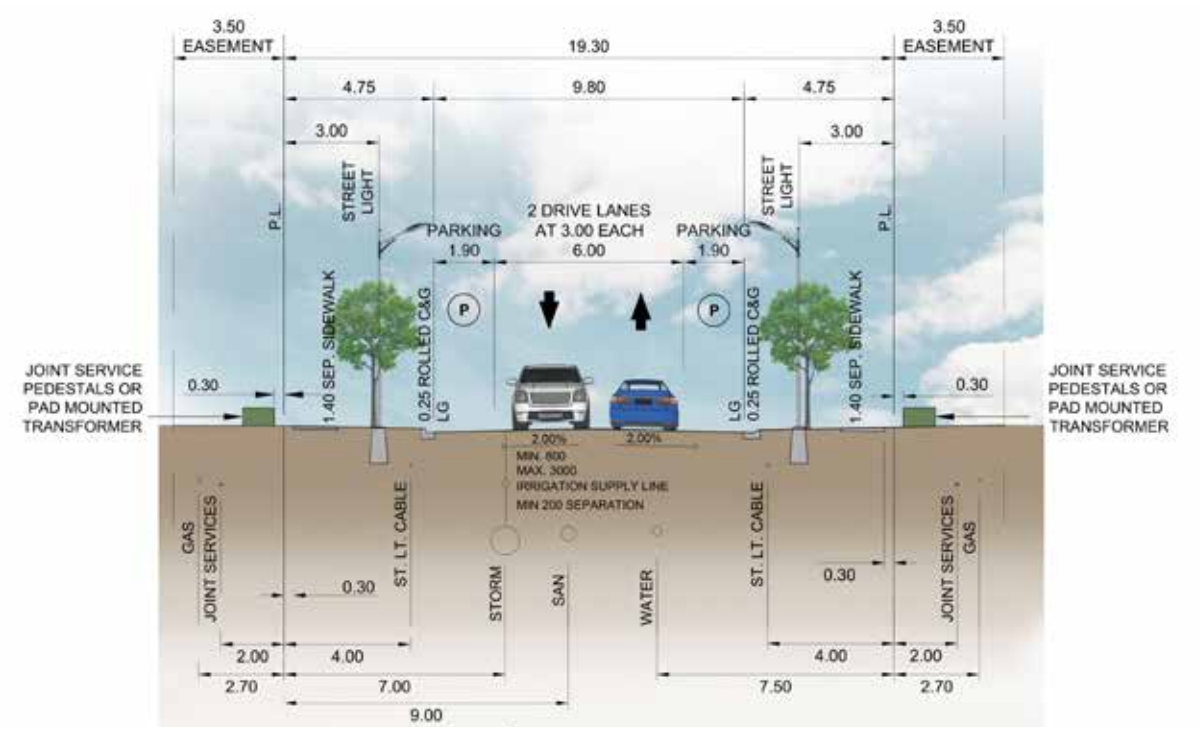 3.50
EASEMENT
19.30
3.50
EASEMENT
4.75
9.80
4.75
3.00
3.00
STREET
LIGHT
STREET
LIGHT
P.L.
P.L.
PARKING
1.90
2 DRIVE LANES
AT 3.00 EACH
6.00
PARKING
1.90
1.40 SEP. SIDEWALK
0.25 ROLLED C&G
LG
P
P
LG
0.25 ROLLED C&G
1.40 SEP. SIDEWALK
JOINT SERVICE
PEDESTALS OR
PAD MOUNTED
TRANSFORMER
0.30
0.30
JOINT SERVICE
PEDESTALS OR
PAD MOUNTED
TRANSFORMER
2.00%
2.00%
MIN. 800
MAX. 3000
IRRIGATION SUPPLY LINE
MIN 200 SEPARATION
GAS
JOINT SERVICES
ST. LT. CABLE
STORM
SAN
WATER
ST. LT. CABLE
JOINT SERVICES
GAS
0.30
0.30
2.00
4.00
4.00
2.00
2.70
7.00
7.50
2.70
9.00